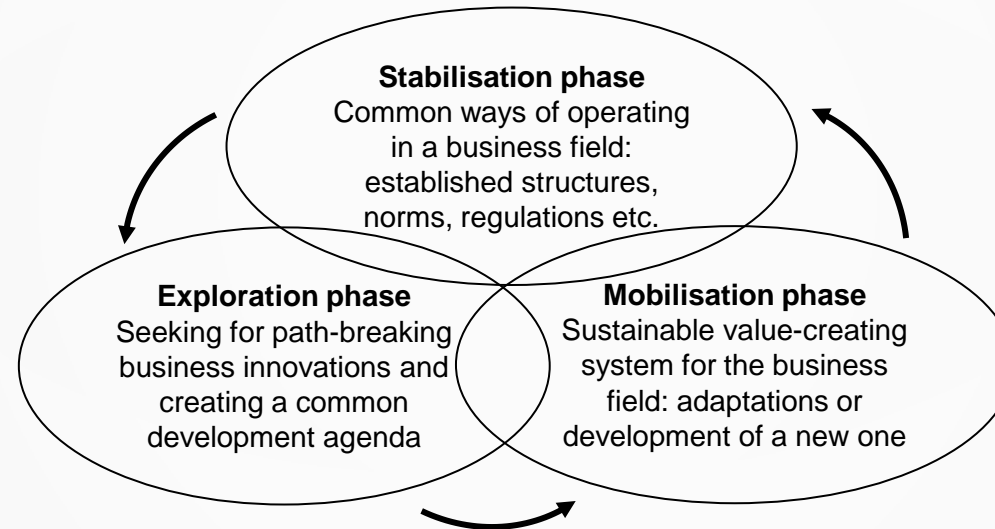 Stabilisation phase
Common ways of operating
in a business field:
established structures,
norms, regulations etc.
Exploration phase
Seeking for path-breaking
business innovations and
creating a common
development agenda
Mobilisation phase
Sustainable value-creating
system for the business
field: adaptations or
development of a new one